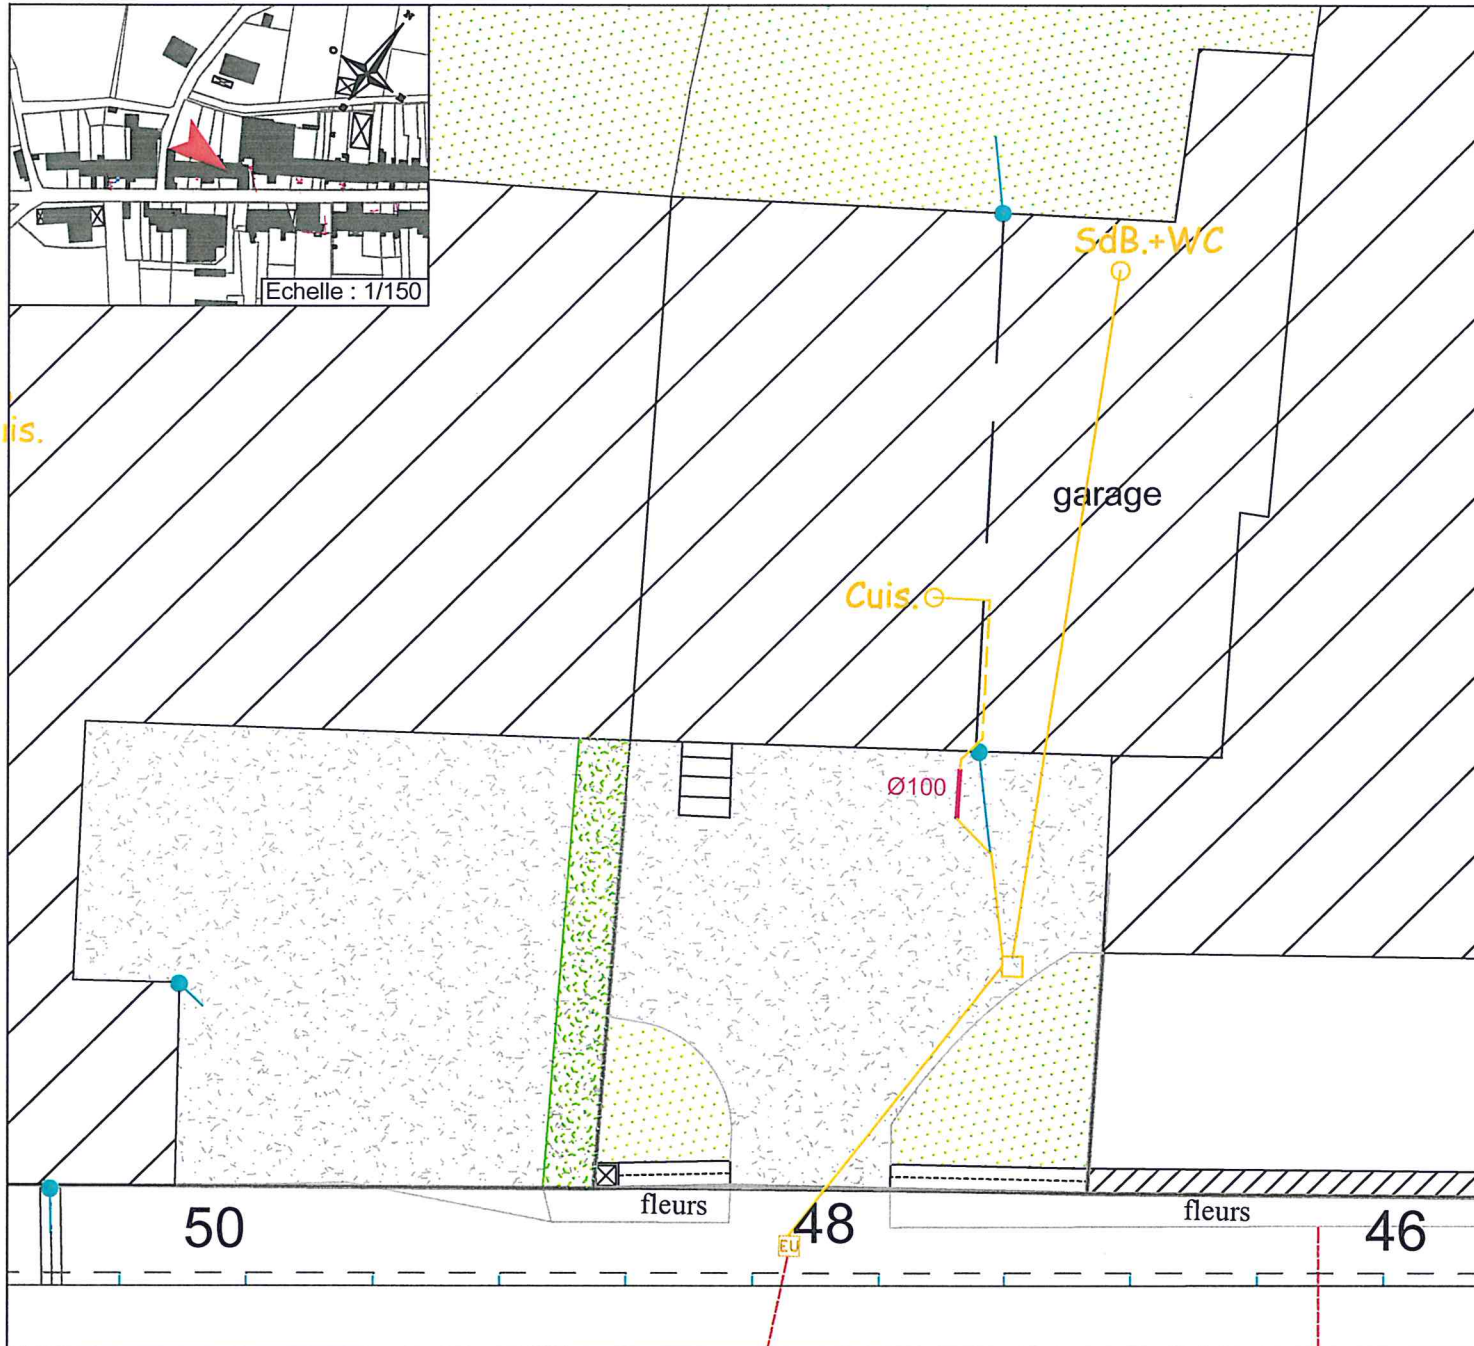 Echelle : 1/150
SdB.+WC
is.
garage
Cuis.
Ø100
fleurs
fleurs
50
48
46
EU